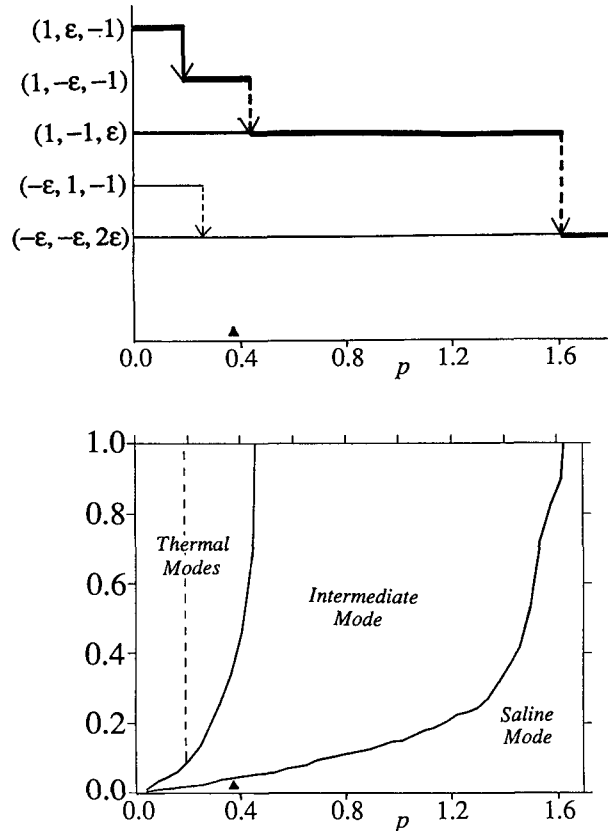 (1, ε, -1)
(1, -ε, -1)
(1, -1, ε)
(-ε, 1, -1)
(-ε, -ε, 2ε)
0.0 0.4 0.8 1.2 1.6
p
1.0
0.8
0.6
0.4
0.2
0.0
Thermal
Modes
Intermediate
Mode
Saline
Mode
0.0 0.4 0.8 1.2 1.6
p